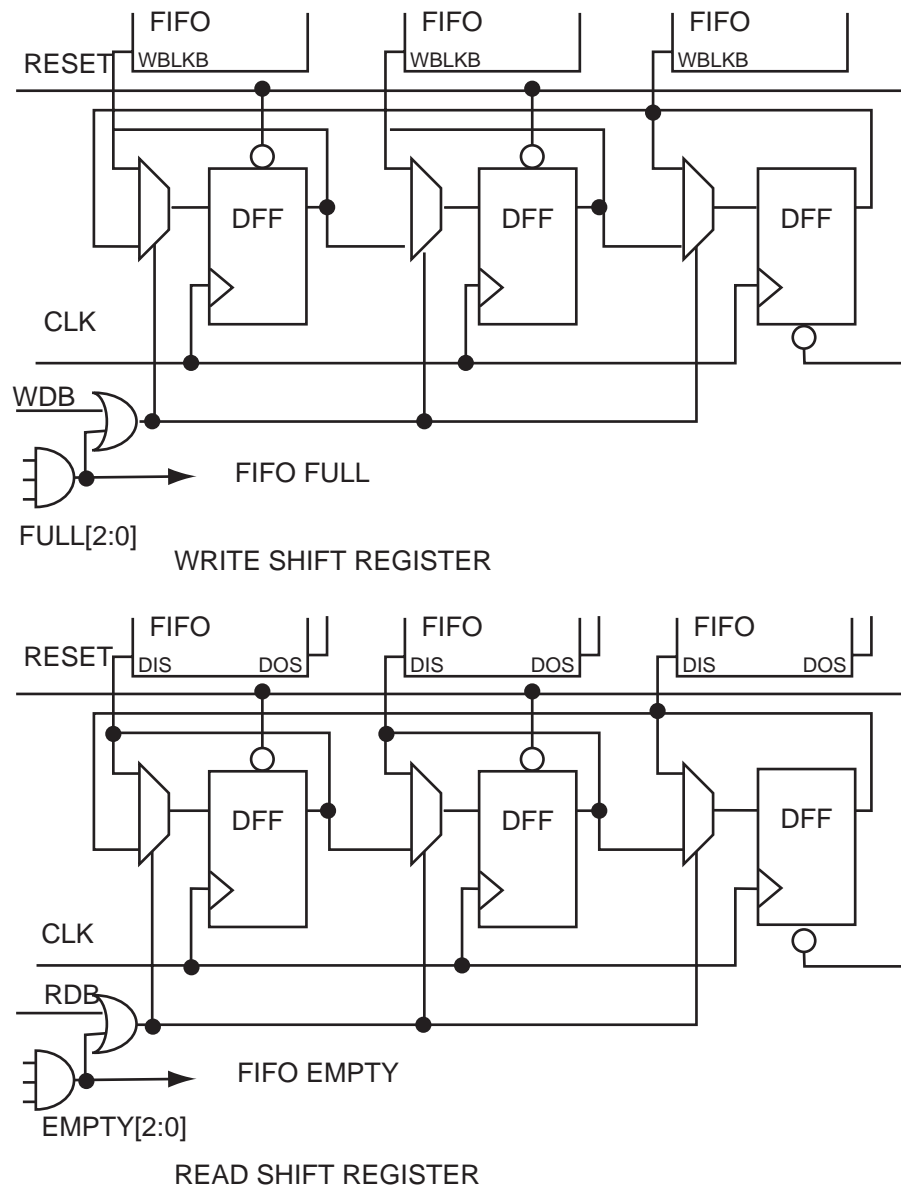 FIFO FIFO FIFO
WBLKB WBLKB WBLKB
RESET
DFF DFF DFF
CLK
WDB
FIFO FULL
FULL[2:0]
WRITE SHIFT REGISTER
FIFO FIFO FIFO
RESET
DIS DOS DIS DOS DIS DOS
DFF DFF DFF
CLK
RDB
FIFO EMPTY
EMPTY[2:0]
READ SHIFT REGISTER